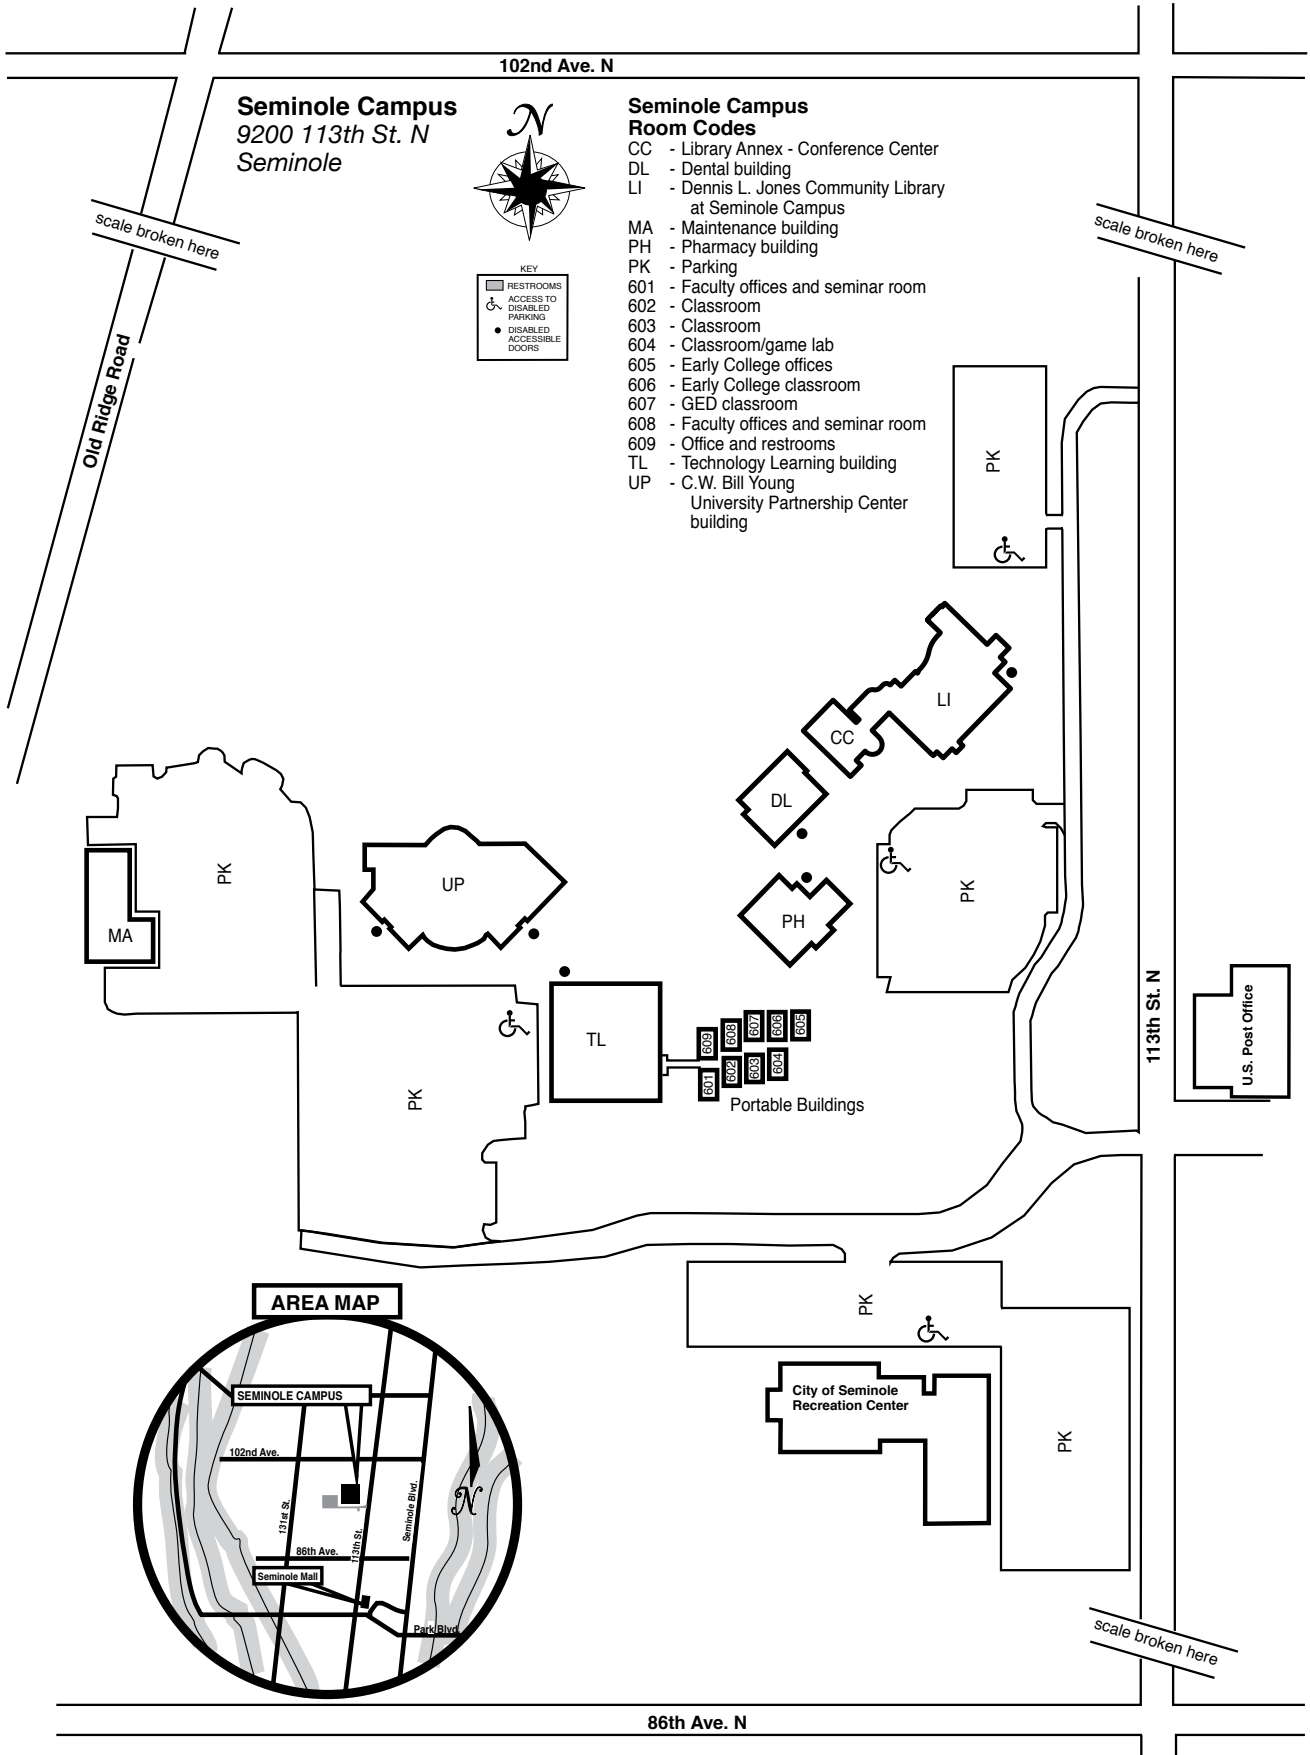 102nd Ave. N
Seminole Campus
9200 113th St. N
Seminole
N
KEY
RESTROOMS
ACCESS TO
DISABLED
PARKING
DISABLED
ACCESSIBLE
DOORS
Seminole Campus
Room Codes
CC - Library Annex - Conference Center
DL - Dental building
LI - Dennis L. Jones Community Library
at Seminole Campus
MA - Maintenance building
PH - Pharmacy building
PK - Parking
601 - Faculty offices and seminar room
602 - Classroom
603 - Classroom
604 - Classroom/game lab
605 - Early College offices
606 - Early College classroom
607 - GED classroom
608 - Faculty offices and seminar room
609 - Office and restrooms
TL - Technology Learning building
UP - C.W. Bill Young
University Partnership Center
building
scale broken here
scale broken here
Old Ridge Road
PK
LI
CC
DL
PK
UP
PK
PH
MA
TL
PK
609
608
607
606
605
601
602
603
604
Portable Buildings
PK
113th St. N
U.S. Post Office
PK
City of Seminole
Recreation Center
PK
AREA MAP
SEMINOLE CAMPUS
102nd Ave.
131st St.
113th St.
Seminole Blvd.
N
86th Ave.
Seminole Mall
Park Blvd
scale broken here
86th Ave. N